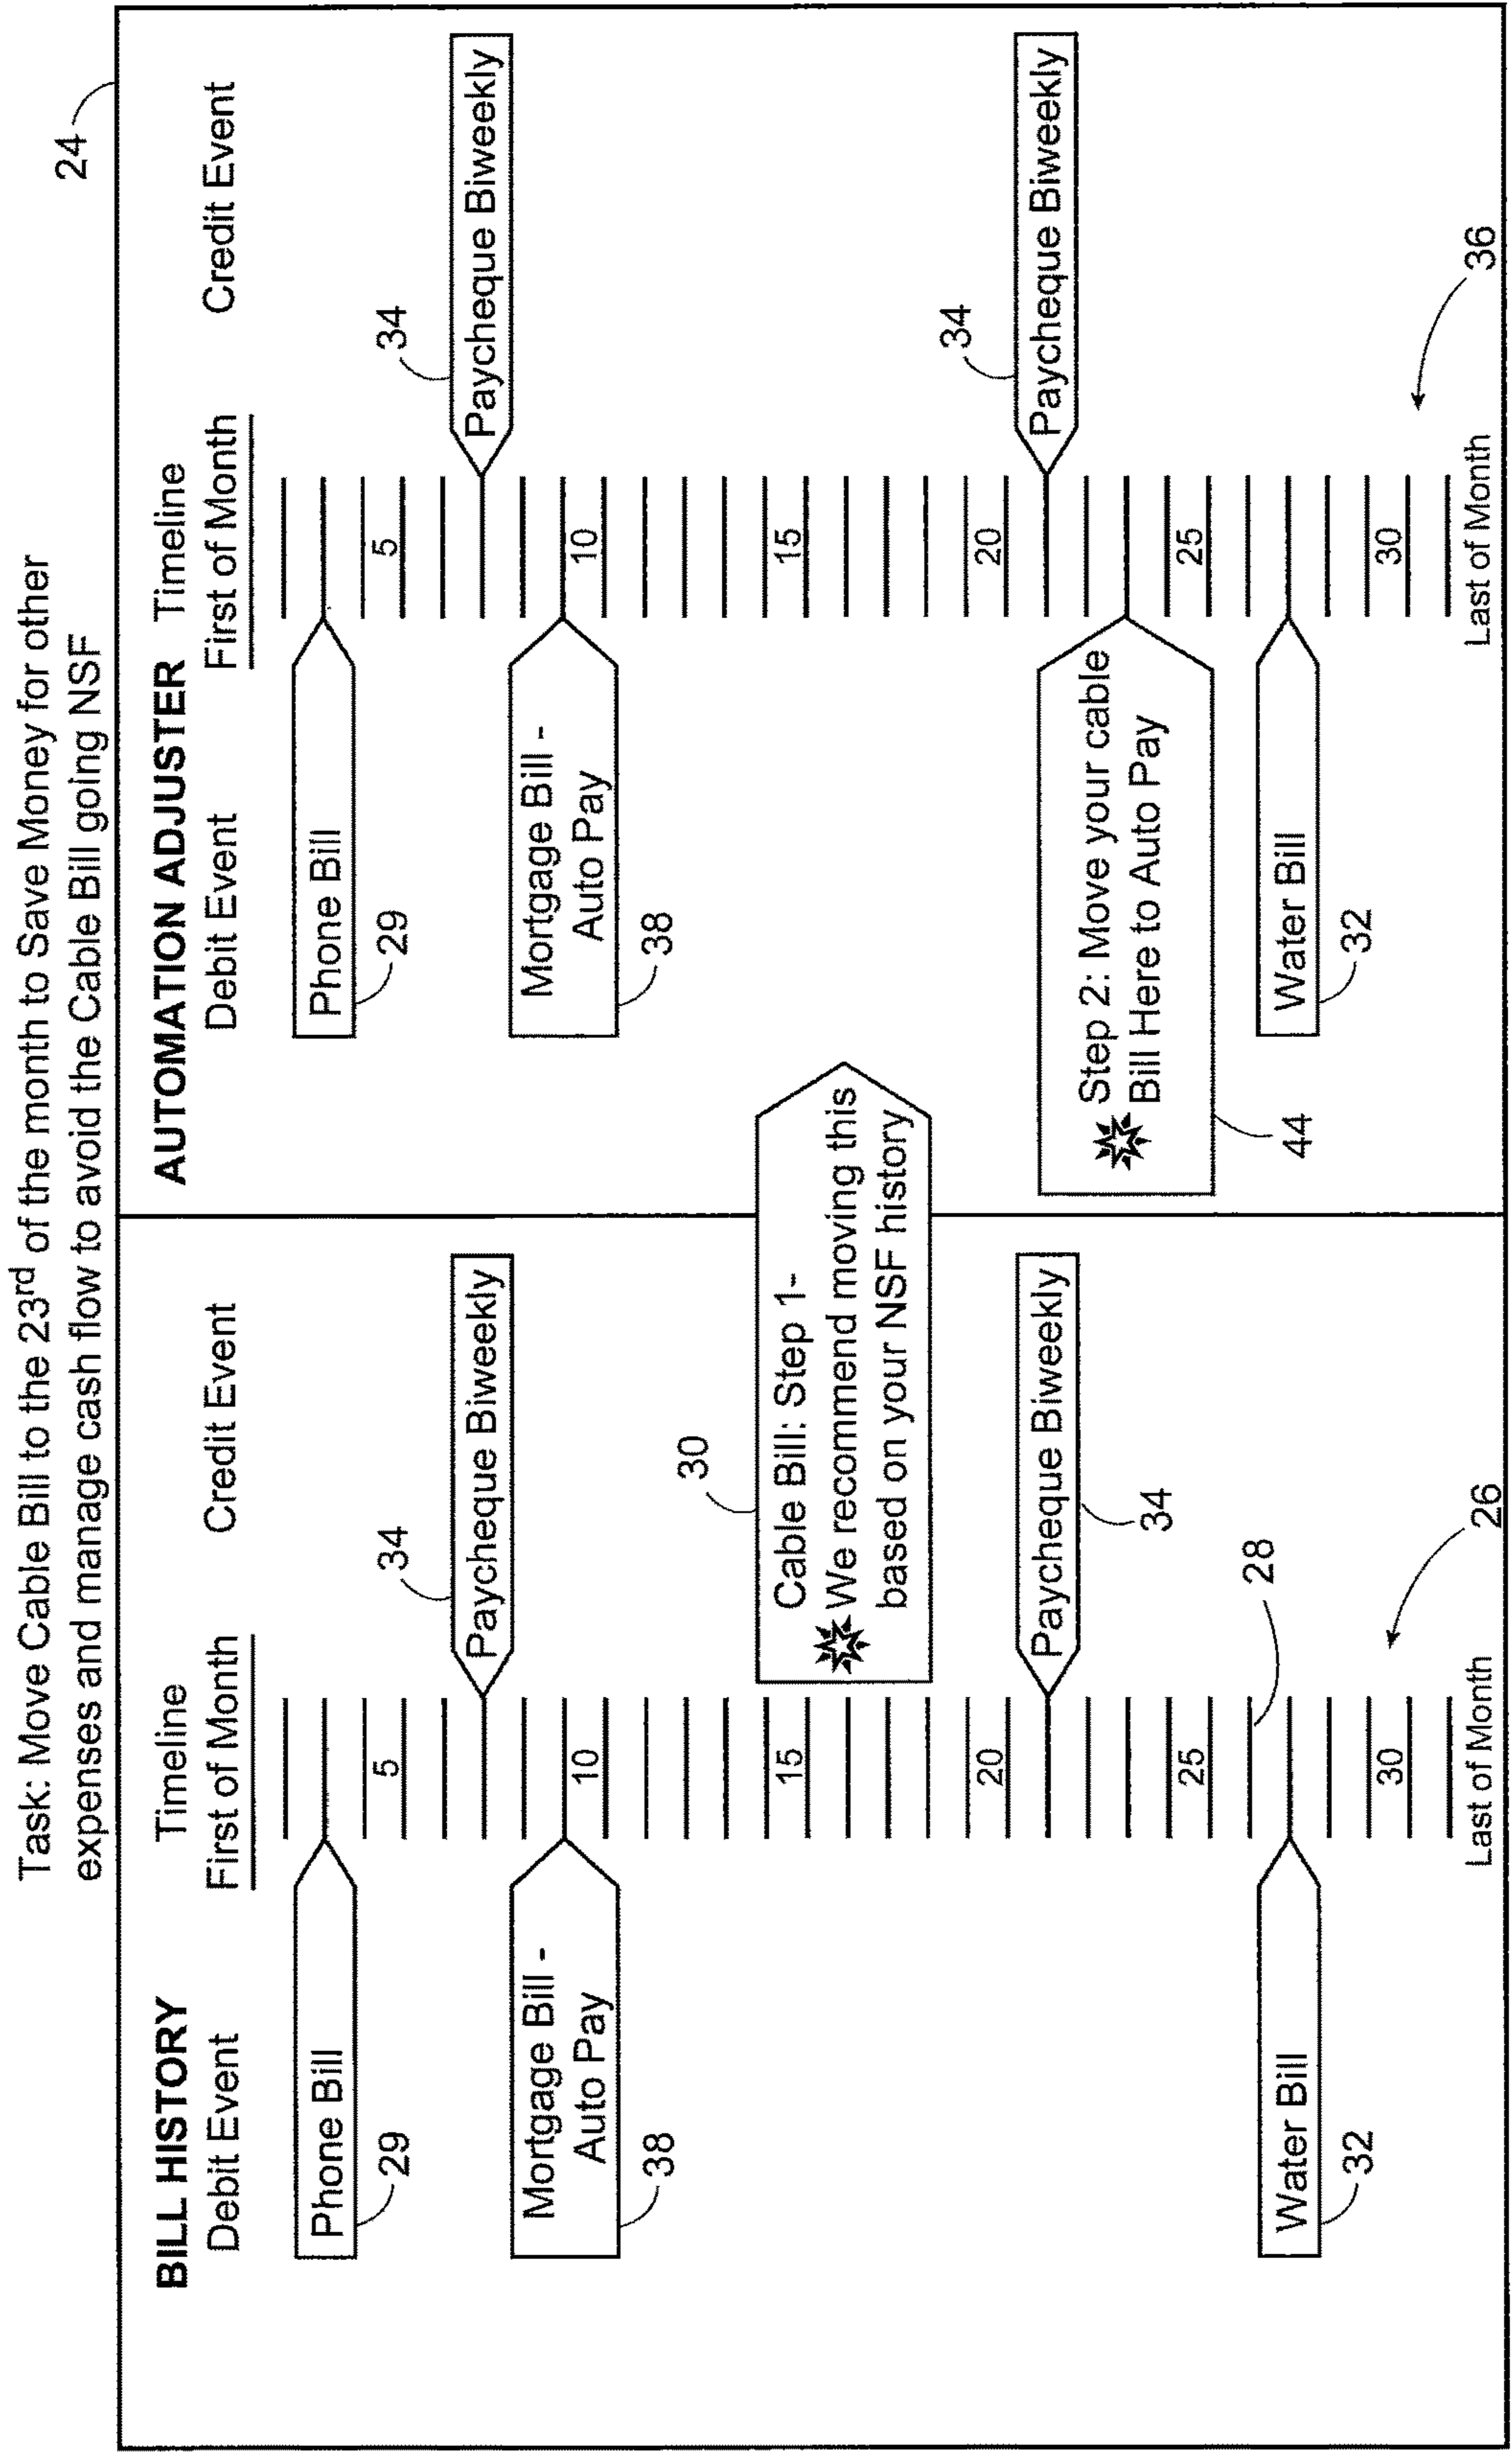 Task: Move Cable Bill to the 23rd of the month to Save Money for other
expenses and manage cash flow to avoid the Cable Bill going NSF
24
BILL HISTORY
Debit Event
Timeline
First of Month
Credit Event
Phone Bill
29
5
34
Paycheque Biweekly
Mortgage Bill -
Auto Pay
38
10
15
30
Cable Bill: Step 1-
We recommend moving this
based on your NSF history
20
Paycheque Biweekly
34
25
28
Water Bill
32
30
26
Last of Month
AUTOMATION ADJUSTER
Debit Event
Timeline
First of Month
Credit Event
Phone Bill
29
5
34
Paycheque Biweekly
Mortgage Bill -
Auto Pay
38
10
15
20
34
Paycheque Biweekly
Step 2: Move your cable
Bill Here to Auto Pay
44
25
Water Bill
32
30
36
Last of Month